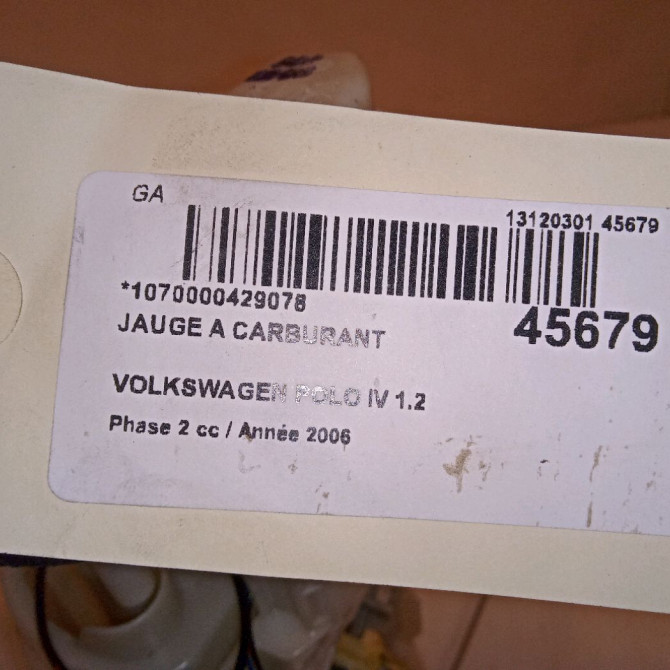 GA
13120301 45679
*1070000429078
45679
JAUGE A CARBURANT
VOLKSWAGEN POLO IV 1.2
Phase 2 cc / Année 2006